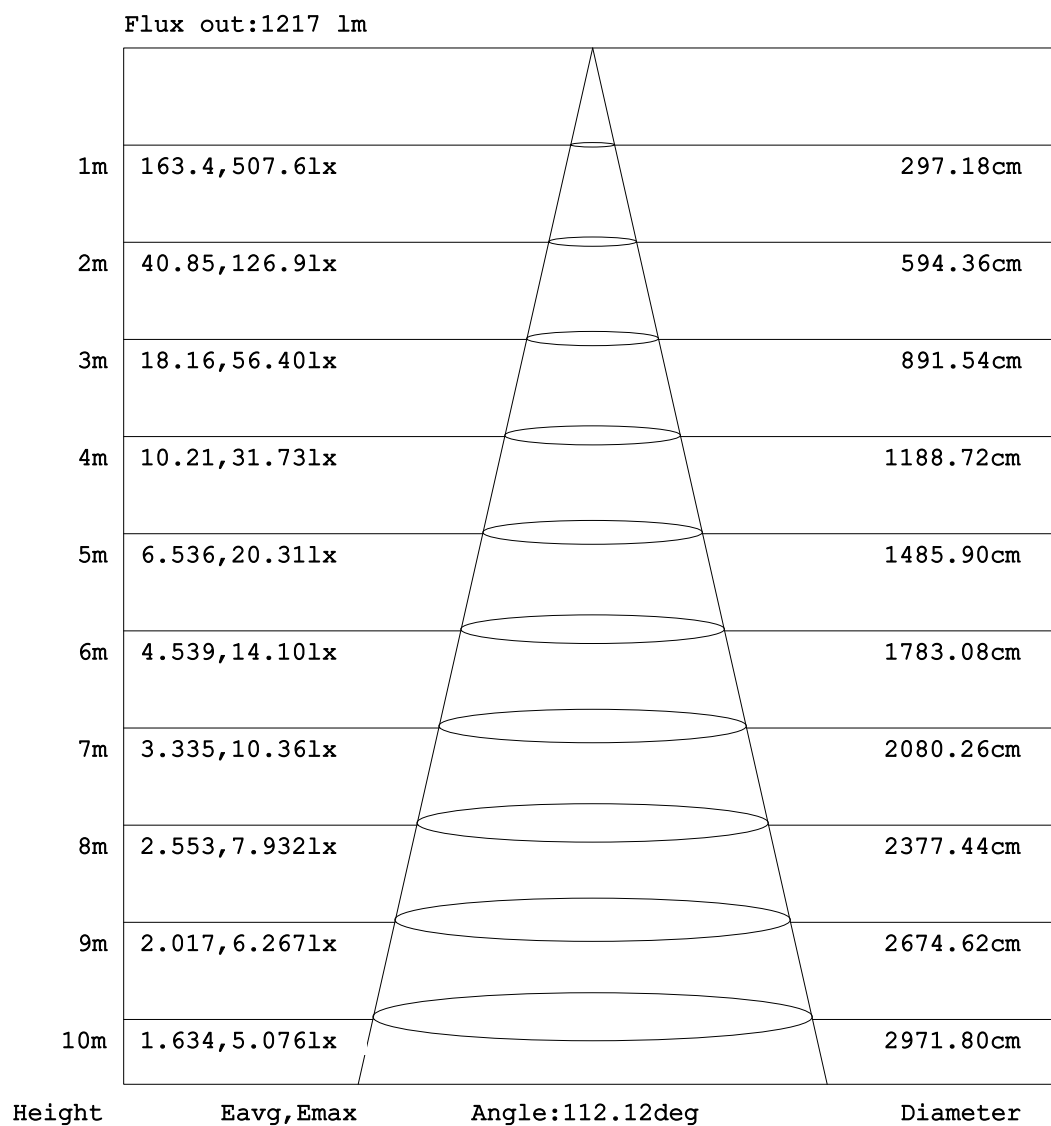 Flux out:1217 lm
1m 163.4,507.6lx 297.18cm
2m 40.85,126.9lx 594.36cm
3m 18.16,56.40lx 891.54cm
4m 10.21,31.73lx 1188.72cm
5m 6.536,20.31lx 1485.90cm
6m 4.539,14.10lx 1783.08cm
7m 3.335,10.36lx 2080.26cm
8m 2.553,7.932lx 2377.44cm
9m 2.017,6.267lx 2674.62cm
10m 1.634,5.076lx 2971.80cm
Height Eavg,Emax Angle:112.12deg Diameter